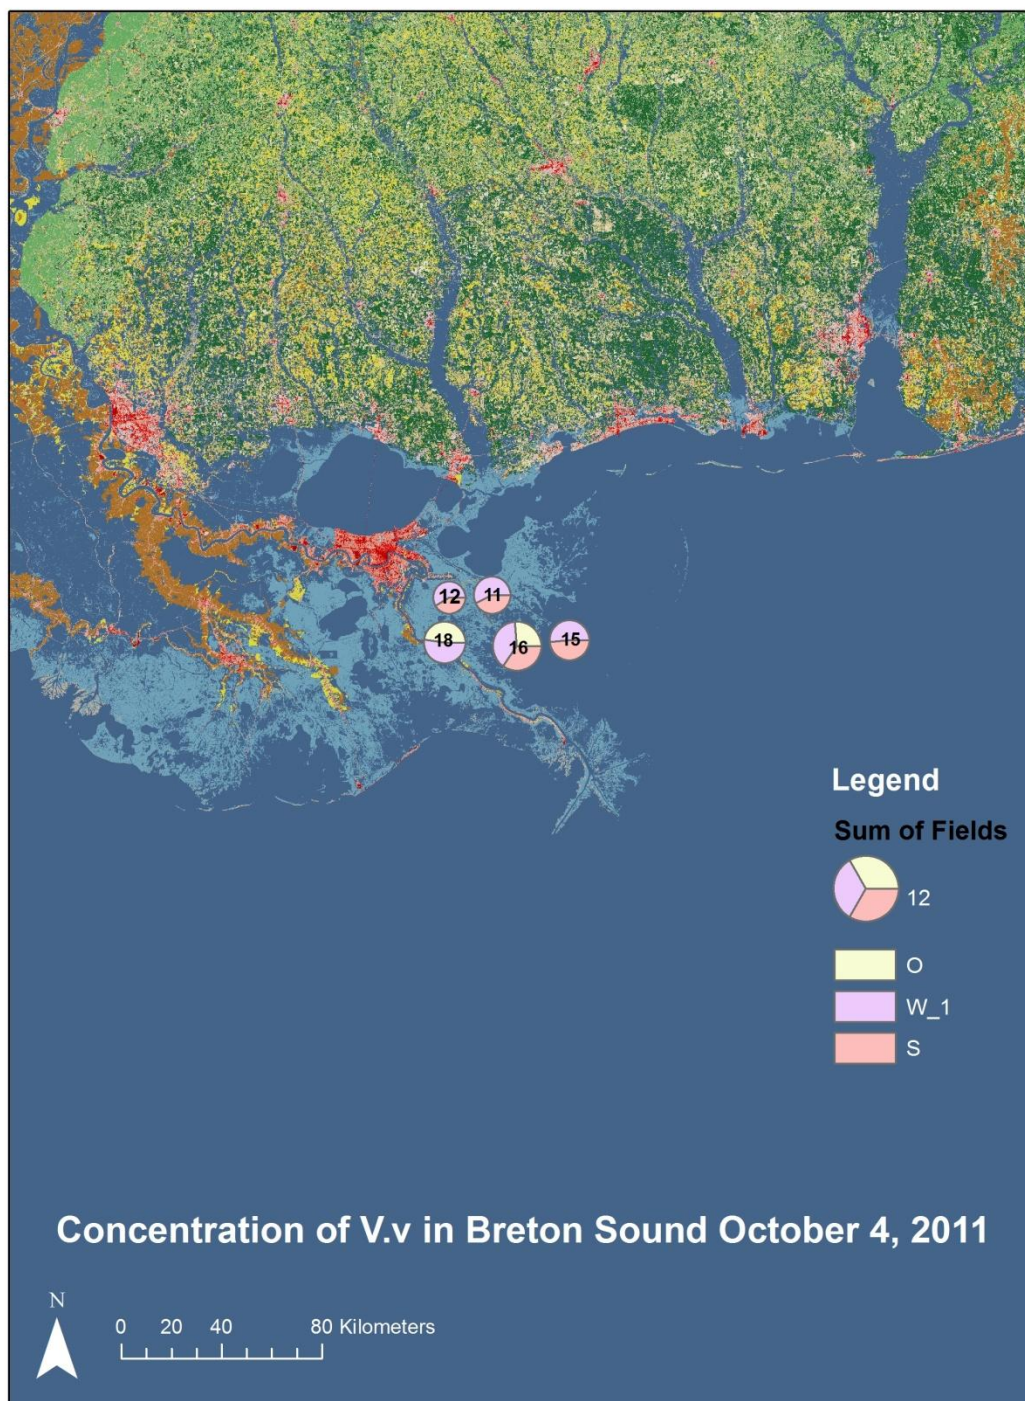 12
11
18
16
15
Legend
Sum of Fields
12
O
W_1
S
Concentration of V.v in Breton Sound October 4, 2011
N
0 20 40 80 Kilometers